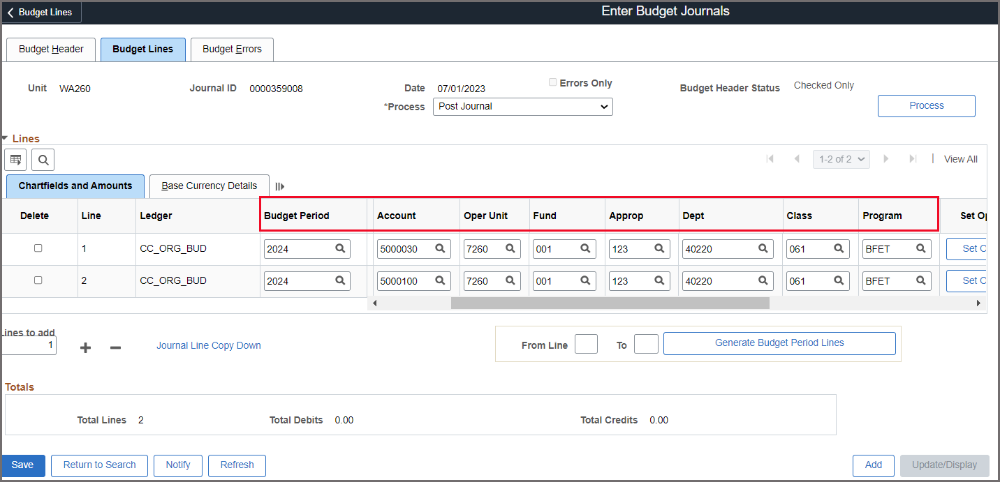 Budget Lines
Enter Budget Journals
Budget Header Budget Lines Budget Errors
Unit WA260 Journal ID 0000359008 Date 07/01/2023 Errors Only Budget Header Status Checked Only
*Process Post Journal Process
Lines
1-2 of 2 View All
Chartfields and Amounts Base Currency Details
Delete Line Ledger Budget Period Account Oper Unit Fund Approp Dept Class Program Set Op
1 CC_ORG_BUD 2024 5000030 7260 001 123 40220 061 BFET Set O
2 CC_ORG_BUD 2024 5000100 7260 001 123 40220 061 BFET Set O
Lines to add
1 Journal Line Copy Down From Line To Generate Budget Period Lines
Totals
Total Lines 2 Total Debits 0.00 Total Credits 0.00
Save Return to Search Notify Refresh Add Update/Display